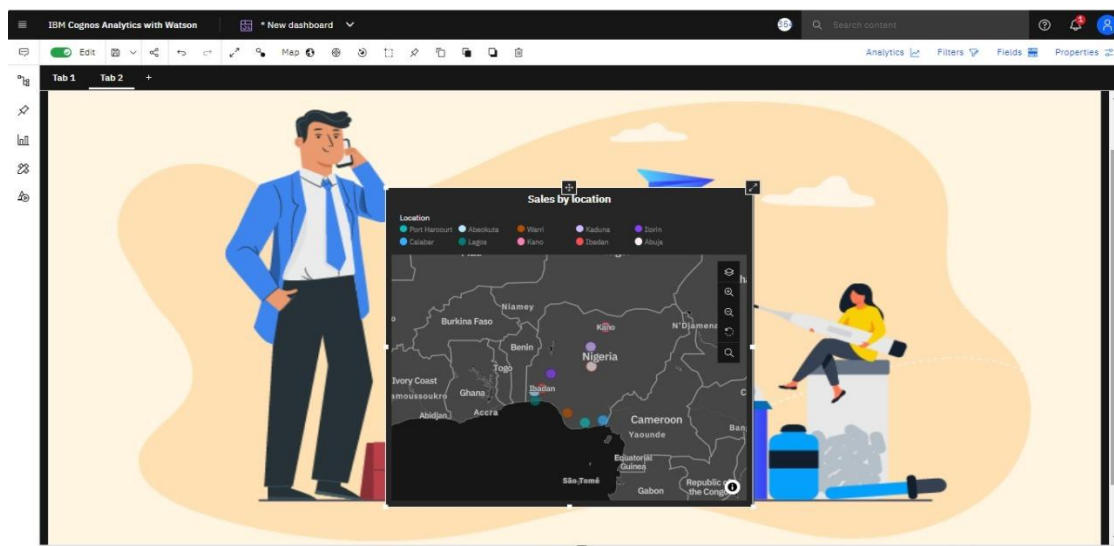 IBM Cognos Analytics with Watson
* New dashboard
Search content
Edit
Map
Analytics
Filters
Fields
Properties
Tab 1
Tab 2
+
Sales by location
Location
Port Harcourt Abeokuta Warri Kaduna Ilorin
Calabar Lagos Kano Ibadan Abuja
Niamey
Burkina Faso
Kano
N'Djamena
Benin
Nigeria
Togo
Ivory Coast
Ibadan
Ghana
amoussoukro
Abidjan
Accra
Cameroon
Ban
Yaounde
Equatorial
Guinea
São Tomé
Gabon
Republic
the Congo